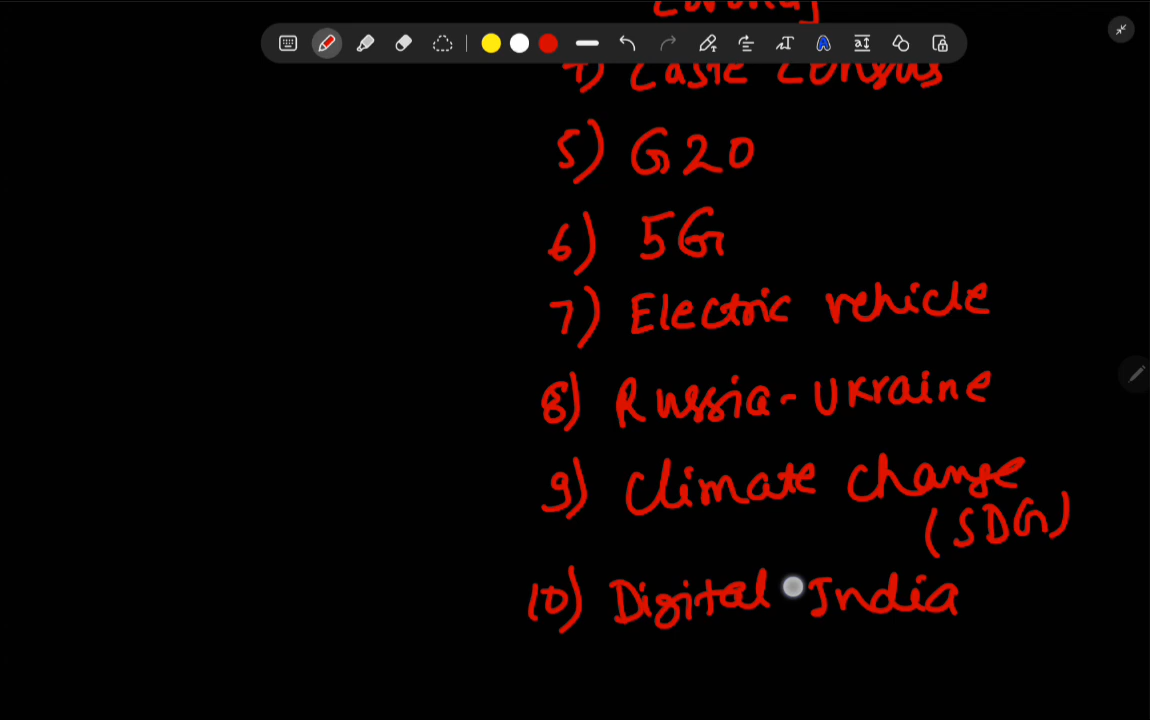 4) Caste Census
5) G20
6) 5G
7) Electric vehicle
8) Russia-Ukraine
9) Climate change
(SDG)
10) Digital India